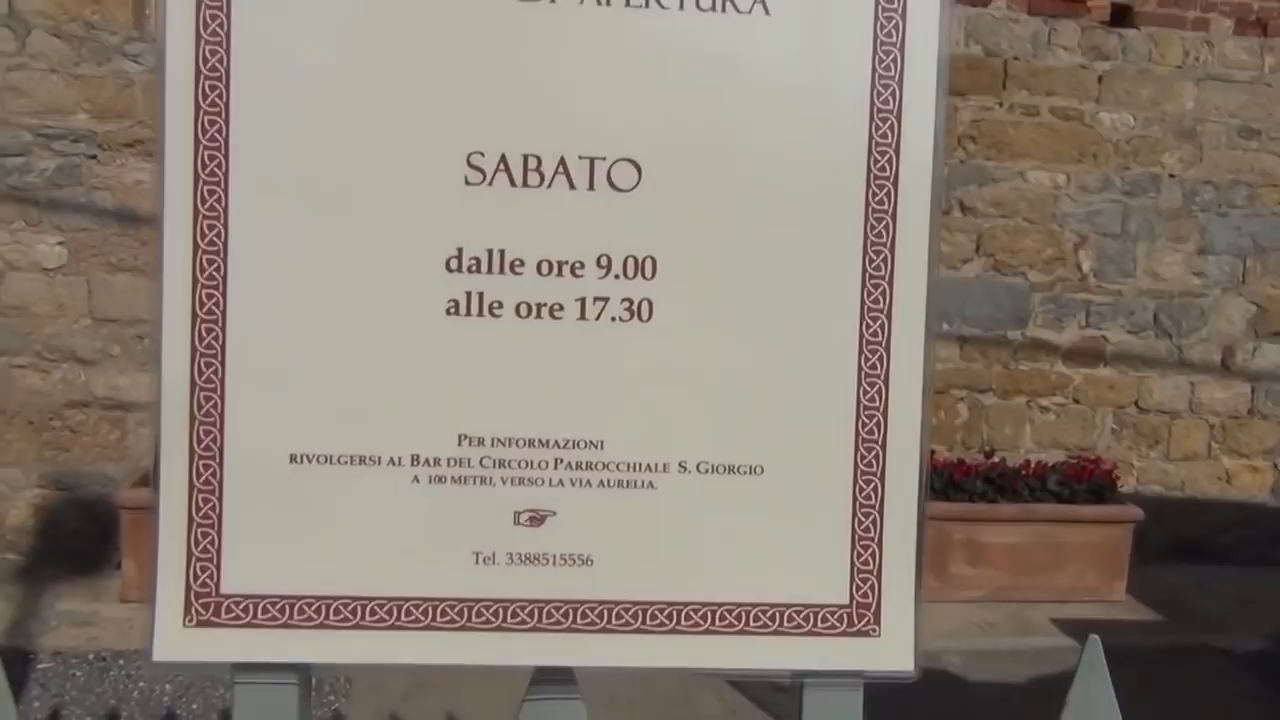 DI APERTURA
SABATO
dalle ore 9.00
alle ore 17.30
PER INFORMAZIONI
RIVOLGERSI AL BAR DEL CIRCOLO PARROCCHIALE S. GIORGIO
A 100 METRI, VERSO LA VIA AURELIA.
Tel. 3388515556